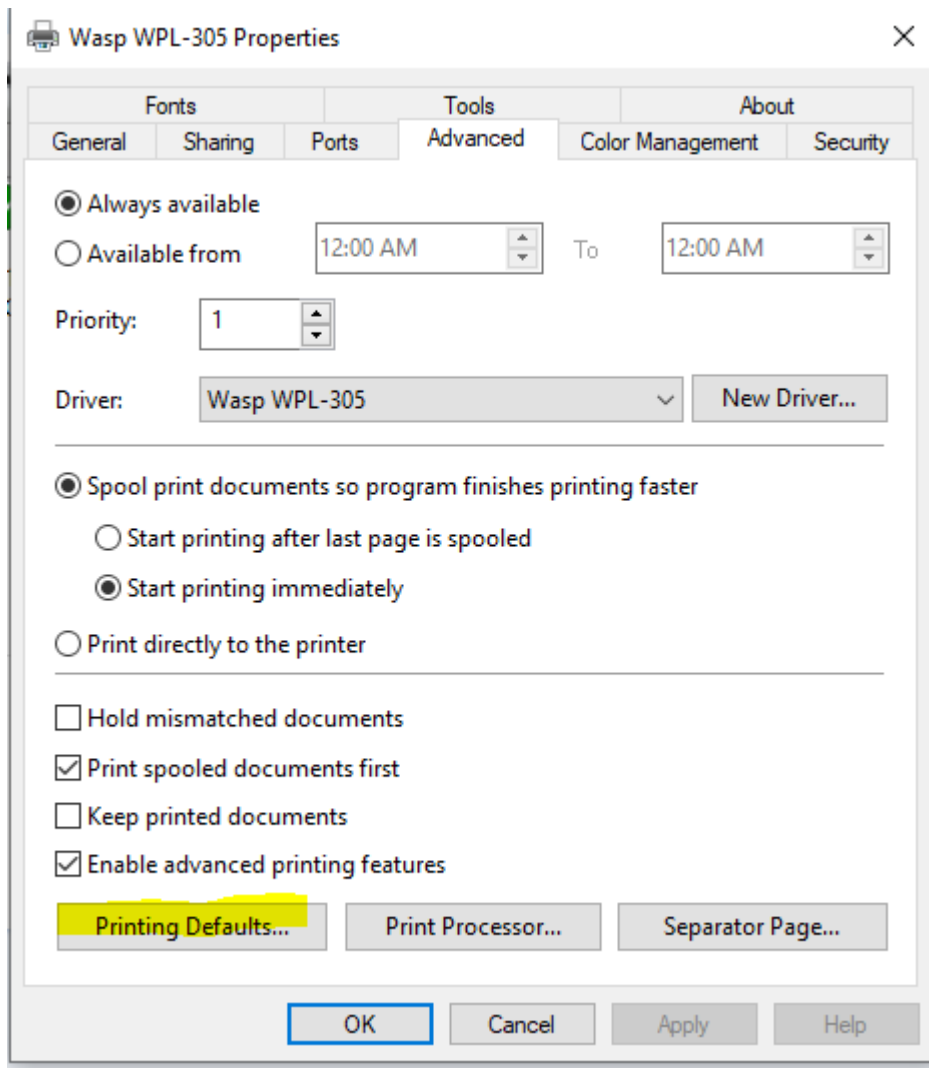 Wasp WPL-305 Properties
Fonts Tools About
General Sharing Ports Advanced Color Management Security
Always available
Available from 12:00 AM To 12:00 AM
Priority: 1
Driver: Wasp WPL-305 New Driver...
Spool print documents so program finishes printing faster
Start printing after last page is spooled
Start printing immediately
Print directly to the printer
Hold mismatched documents
Print spooled documents first
Keep printed documents
Enable advanced printing features
Printing Defaults... Print Processor... Separator Page...
OK Cancel Apply Help